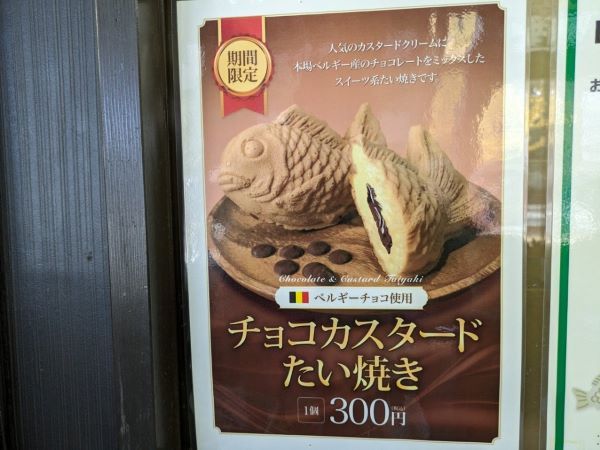 期間
限定
人気のカスタードクリームに
本場ベルギー産のチョコレートをミックスした
スイーツ系たい焼きです
Chocolate & Custard Taiyaki
ベルギーチョコ使用
チョコカスタード
たい焼き
1個 300円(税込)
お